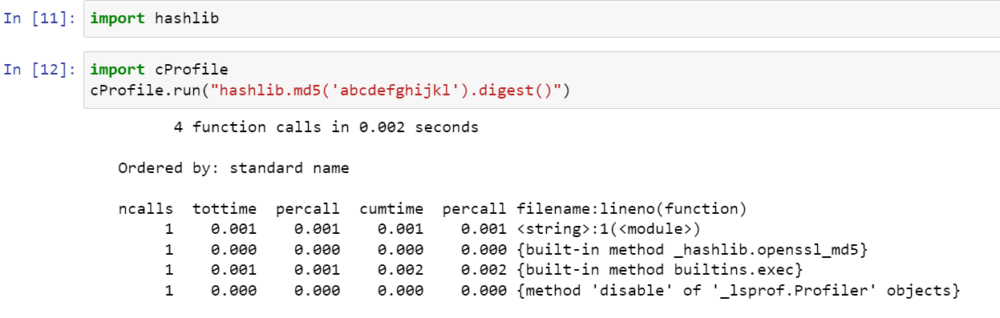 In [11]: import hashlib
In [12]: import cProfile
cProfile.run("hashlib.md5('abcdefghijkl').digest()")
4 function calls in 0.002 seconds
Ordered by: standard name
ncalls  tottime  percall  cumtime  percall filename:lineno(function)
1    0.001    0.001    0.001    0.001 <string>:1(<module>)
1    0.000    0.000    0.000    0.000 {built-in method _hashlib.openssl_md5}
1    0.001    0.001    0.002    0.002 {built-in method builtins.exec}
1    0.000    0.000    0.000    0.000 {method 'disable' of '_lsprof.Profiler' objects}